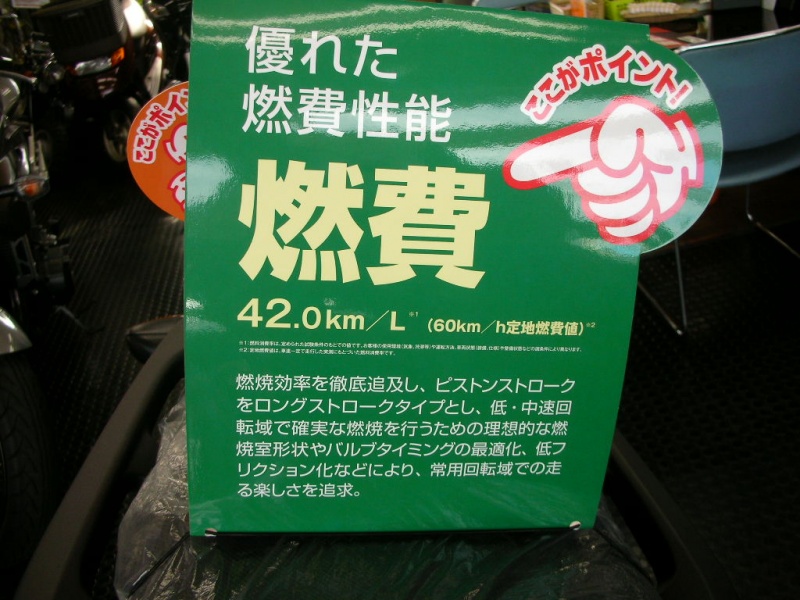 優れた
燃費性能
ここがポイント!
ここがポイン
燃費
42.0km／L ※1 (60km／h定地燃費値)※2
燃焼効率を徹底追及し、ピストンストローク
をロングストロークタイプとし、低・中速回
転域で確実な燃焼を行うための理想的な燃
焼室形状やバルブタイミングの最適化、低フ
リクション化などにより、常用回転域での走
る楽しさを追求。